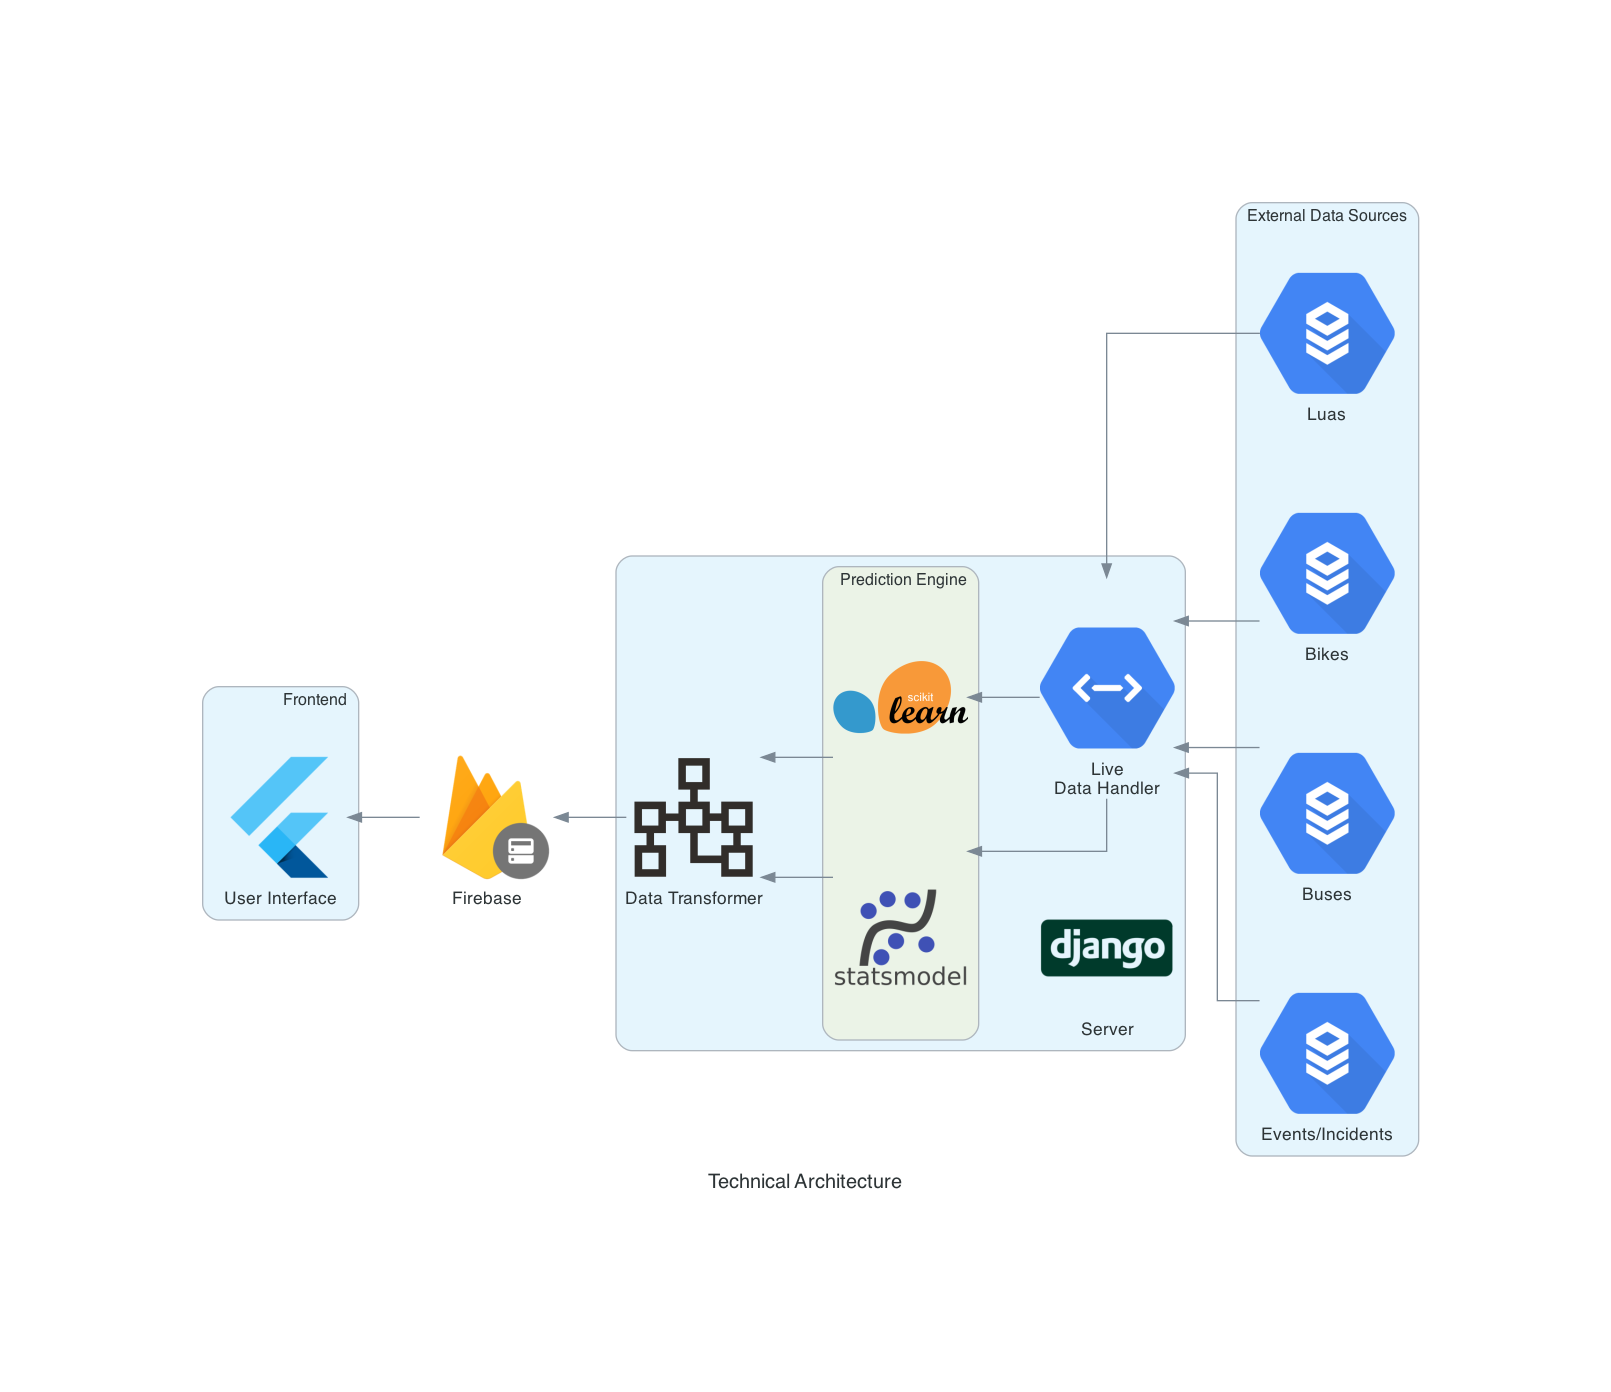 External Data Sources
Luas
Bikes
Prediction Engine
scikit
learn
Frontend
Live
Data Handler
User Interface
Firebase
Data Transformer
Buses
django
statsmodel
Server
Events/Incidents
Technical Architecture